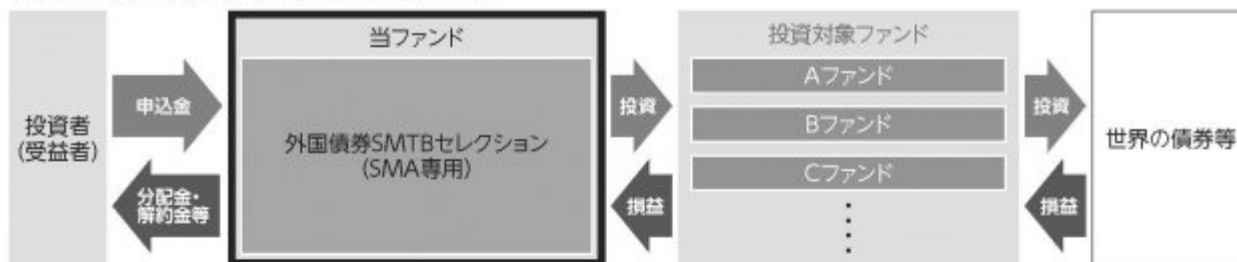 投資者
(受益者)
申込金
分配金・
解約金等
当ファンド
外国債券SMTBセレクション
(SMA専用)
投資
損益
投資対象ファンド
Aファンド
Bファンド
Cファンド
投資
損益
世界の債券等